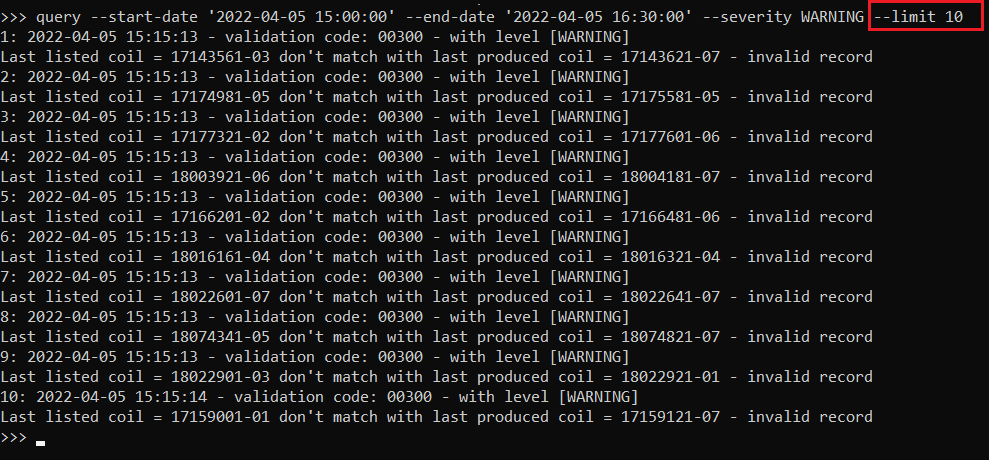 >>> query --start-date '2022-04-05 15:00:00' --end-date '2022-04-05 16:30:00' --severity WARNING --limit 10
1: 2022-04-05 15:15:13 - validation code: 00300 - with level [WARNING]
Last listed coil = 17143561-03 don't match with last produced coil = 17143621-07 - invalid record
2: 2022-04-05 15:15:13 - validation code: 00300 - with level [WARNING]
Last listed coil = 17174981-05 don't match with last produced coil = 17175581-05 - invalid record
3: 2022-04-05 15:15:13 - validation code: 00300 - with level [WARNING]
Last listed coil = 17177321-02 don't match with last produced coil = 17177601-06 - invalid record
4: 2022-04-05 15:15:13 - validation code: 00300 - with level [WARNING]
Last listed coil = 18003921-06 don't match with last produced coil = 18004181-07 - invalid record
5: 2022-04-05 15:15:13 - validation code: 00300 - with level [WARNING]
Last listed coil = 17166201-02 don't match with last produced coil = 17166481-06 - invalid record
6: 2022-04-05 15:15:13 - validation code: 00300 - with level [WARNING]
Last listed coil = 18016161-04 don't match with last produced coil = 18016321-04 - invalid record
7: 2022-04-05 15:15:13 - validation code: 00300 - with level [WARNING]
Last listed coil = 18022601-07 don't match with last produced coil = 18022641-07 - invalid record
8: 2022-04-05 15:15:13 - validation code: 00300 - with level [WARNING]
Last listed coil = 18074341-05 don't match with last produced coil = 18074821-07 - invalid record
9: 2022-04-05 15:15:13 - validation code: 00300 - with level [WARNING]
Last listed coil = 18022901-03 don't match with last produced coil = 18022921-01 - invalid record
10: 2022-04-05 15:15:14 - validation code: 00300 - with level [WARNING]
Last listed coil = 17159001-01 don't match with last produced coil = 17159121-07 - invalid record
>>>